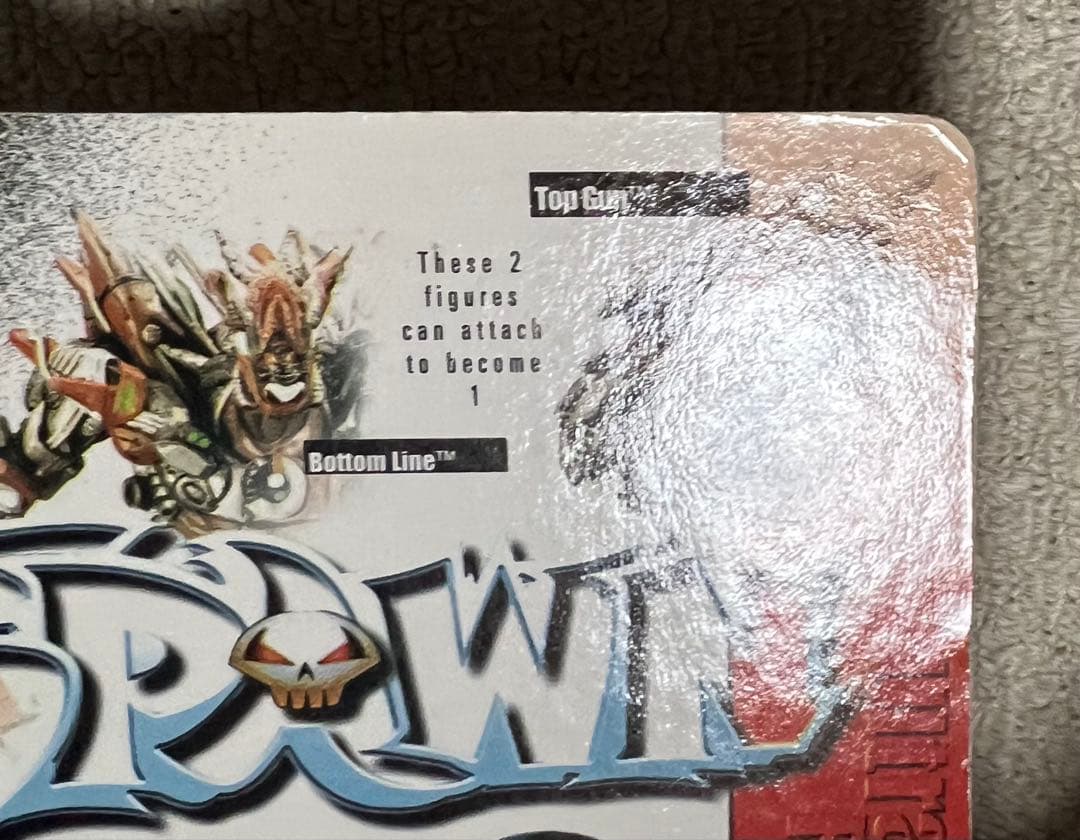 Top Gun™
These 2
figures
can attach
to become
1
Bottom Line™
SPAWN